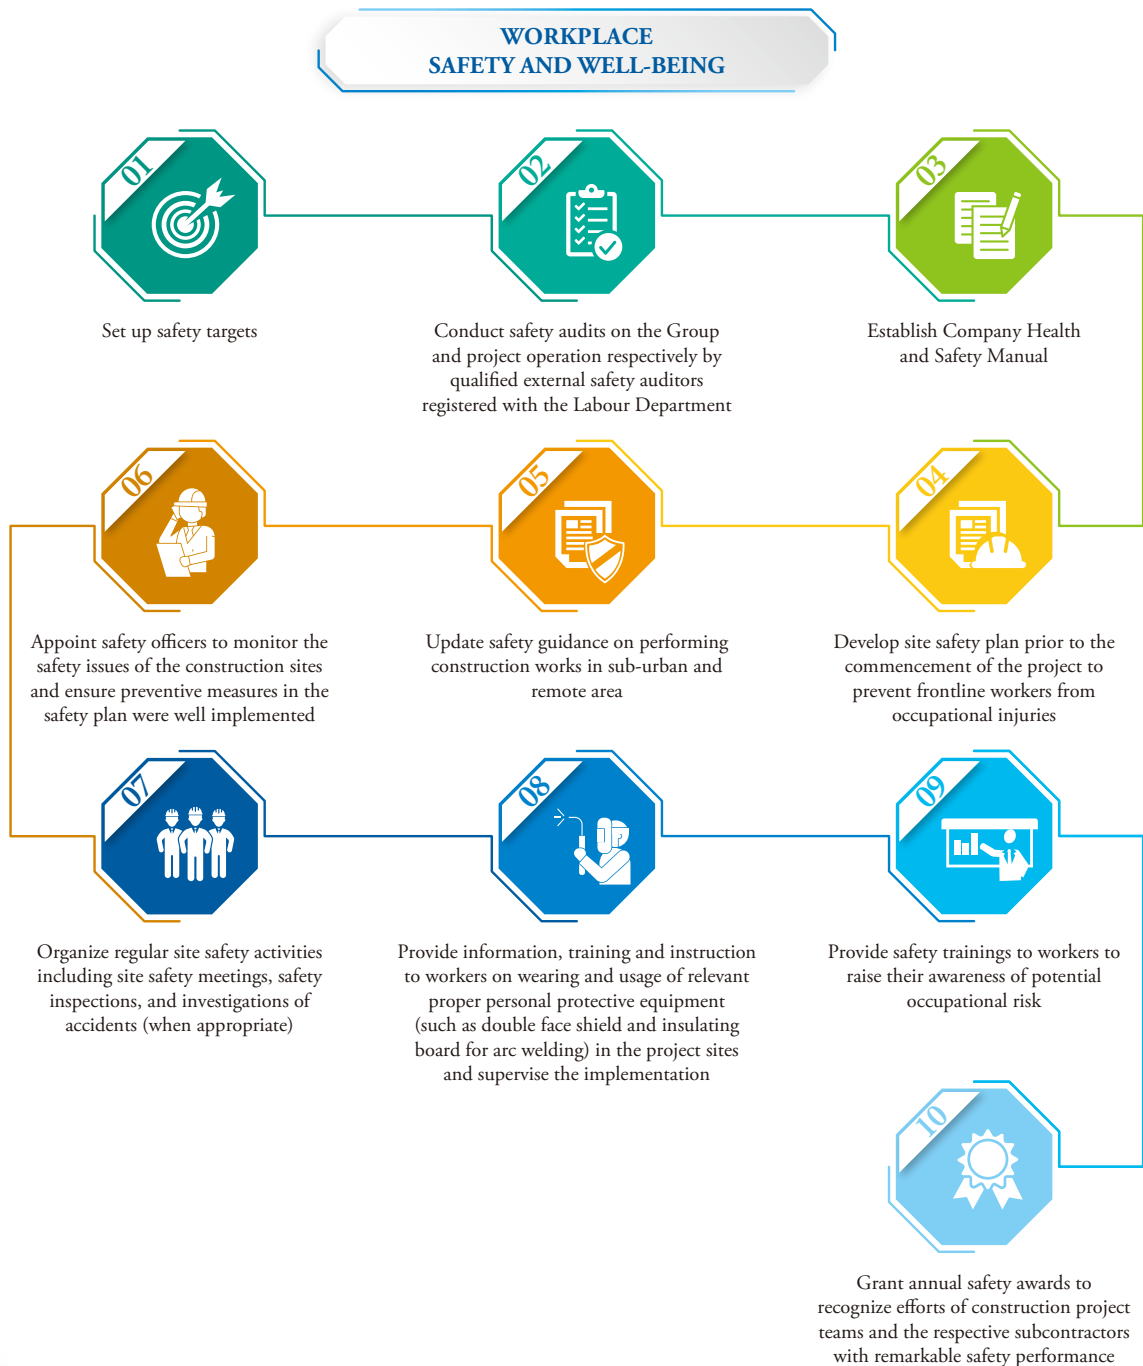 WORKPLACE
SAFETY AND WELL-BEING
01
Set up safety targets
02
Conduct safety audits on the Group
and project operation respectively by
qualified external safety auditors
registered with the Labour Department
03
Establish Company Health
and Safety Manual
04
Develop site safety plan prior to the
commencement of the project to
prevent frontline workers from
occupational injuries
05
Update safety guidance on performing
construction works in sub-urban and
remote area
06
Appoint safety officers to monitor the
safety issues of the construction sites
and ensure preventive measures in the
safety plan were well implemented
07
Organize regular site safety activities
including site safety meetings, safety
inspections, and investigations of
accidents (when appropriate)
08
Provide information, training and instruction
to workers on wearing and usage of relevant
proper personal protective equipment
(such as double face shield and insulating
board for arc welding) in the project sites
and supervise the implementation
09
Provide safety trainings to workers to
raise their awareness of potential
occupational risk
10
Grant annual safety awards to
recognize efforts of construction project
teams and the respective subcontractors
with remarkable safety performance